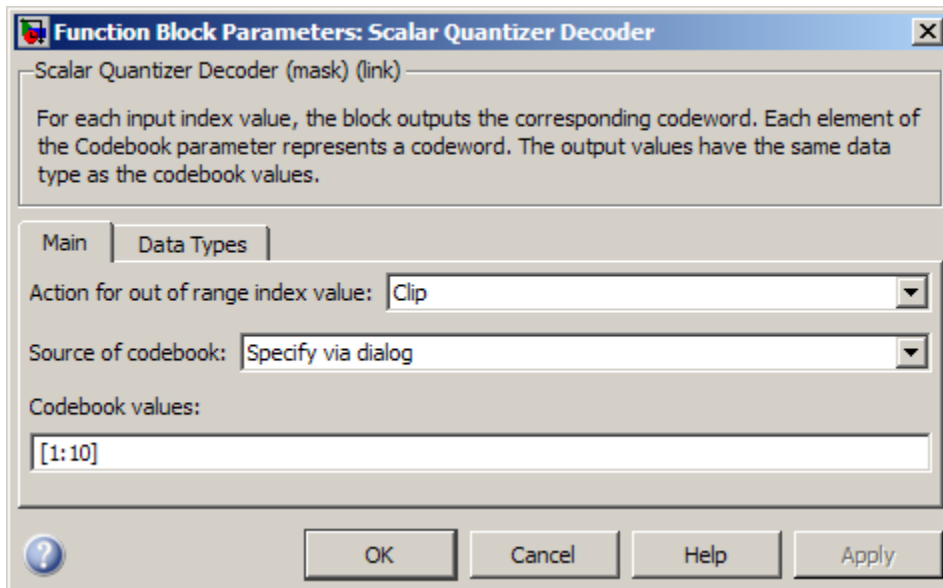 Function Block Parameters: Scalar Quantizer Decoder
Scalar Quantizer Decoder (mask) (link)
For each input index value, the block outputs the corresponding codeword. Each element of
the Codebook parameter represents a codeword. The output values have the same data
type as the codebook values.
Main Data Types
Action for out of range index value: Clip
Source of codebook: Specify via dialog
Codebook values:
[1:10]
? OK Cancel Help Apply